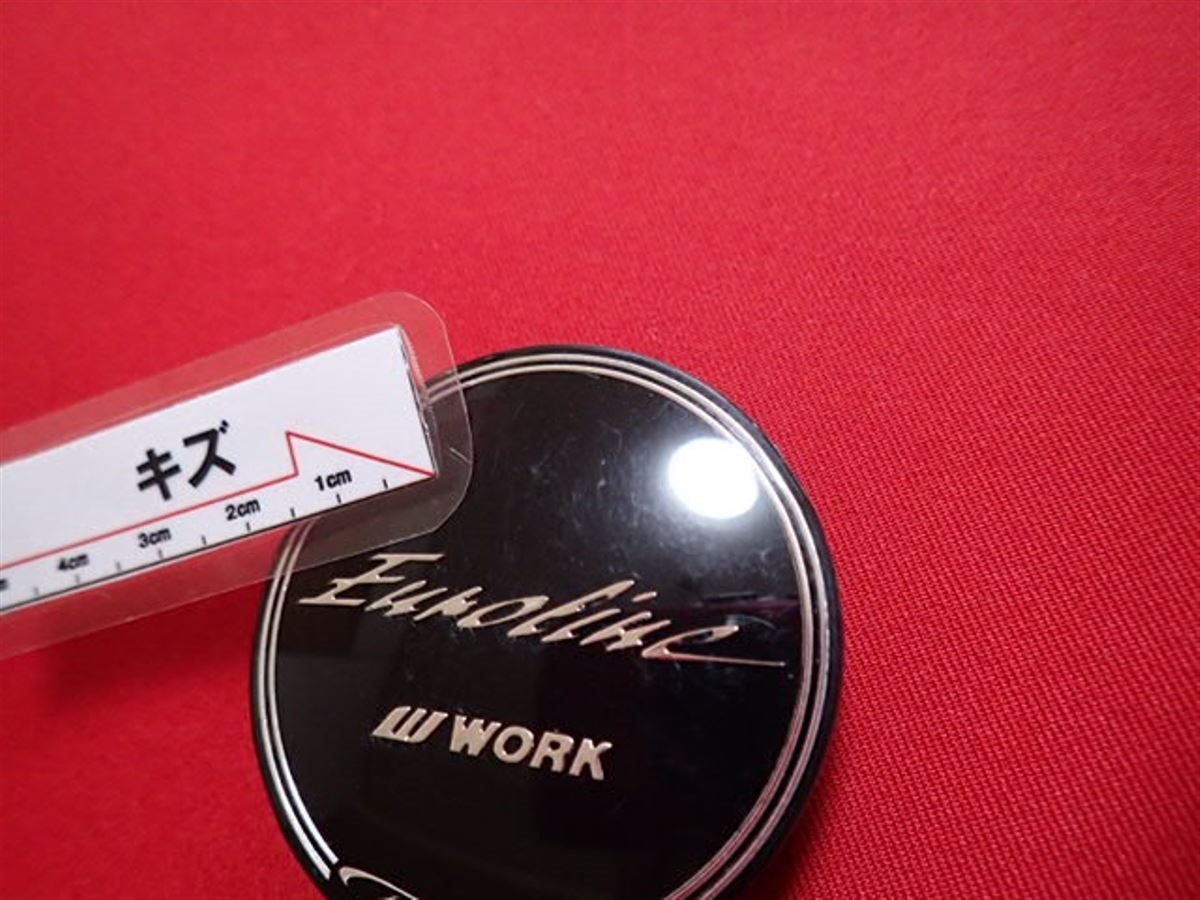 キズ
1cm
2cm
3cm
4cm
Euroline
W WORK